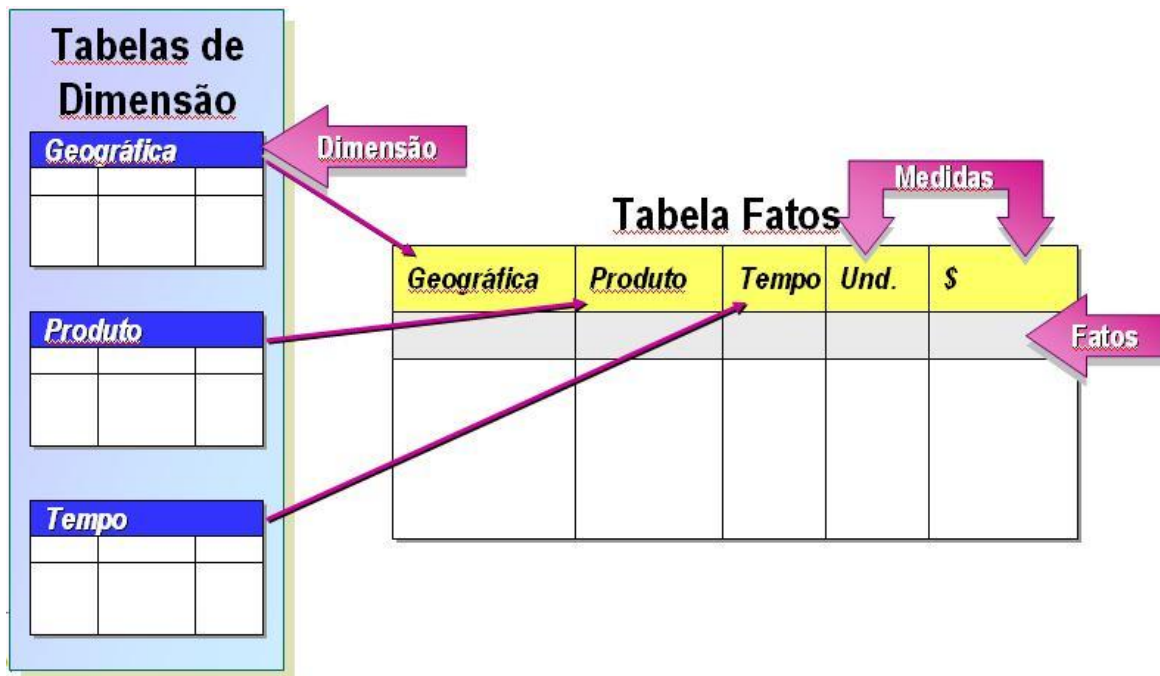 Tabelas de
Dimensão
Geográfica
Dimensão
Medidas
Tabela Fatos
Geográfica Produto Tempo Und. $
Fatos
Produto
Tempo